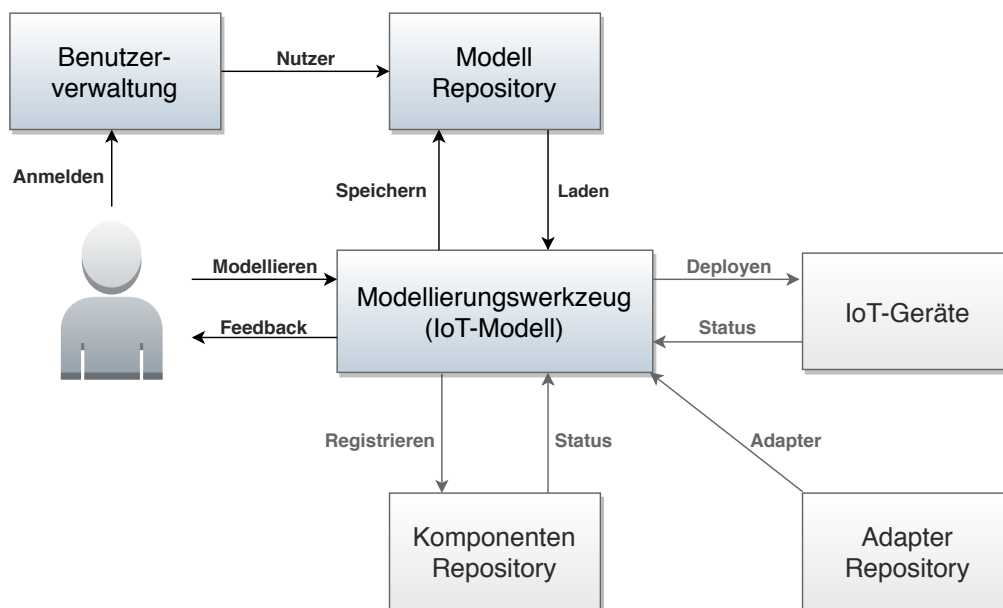 Benutzer-
verwaltung
Nutzer
Modell
Repository
Anmelden
Speichern
Laden
Modellieren
Feedback
Modellierungswerkzeug
(IoT-Modell)
Deployen
Status
IoT-Geräte
Registrieren
Status
Adapter
Komponenten
Repository
Adapter
Repository